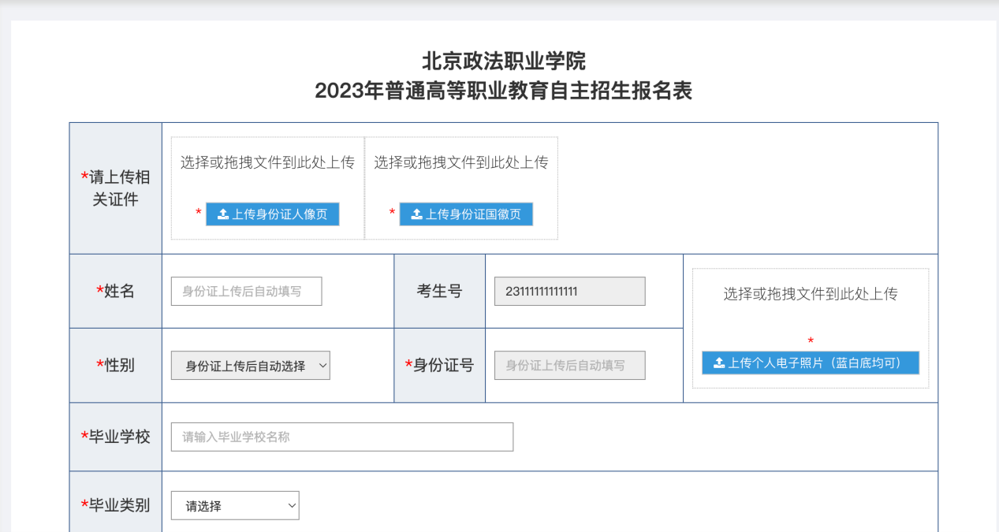 北京政法职业学院
2023年普通高等职业教育自主招生报名表
*请上传相
关证件
选择或拖拽文件到此处上传
* 上传身份证人像页
选择或拖拽文件到此处上传
* 上传身份证国徽页
*姓名
身份证上传后自动填写
考生号
23111111111111
选择或拖拽文件到此处上传
*
上传个人电子照片（蓝白底均可）
*性别
身份证上传后自动选择
*身份证号
身份证上传后自动填写
*毕业学校
请输入毕业学校名称
*毕业类别
请选择